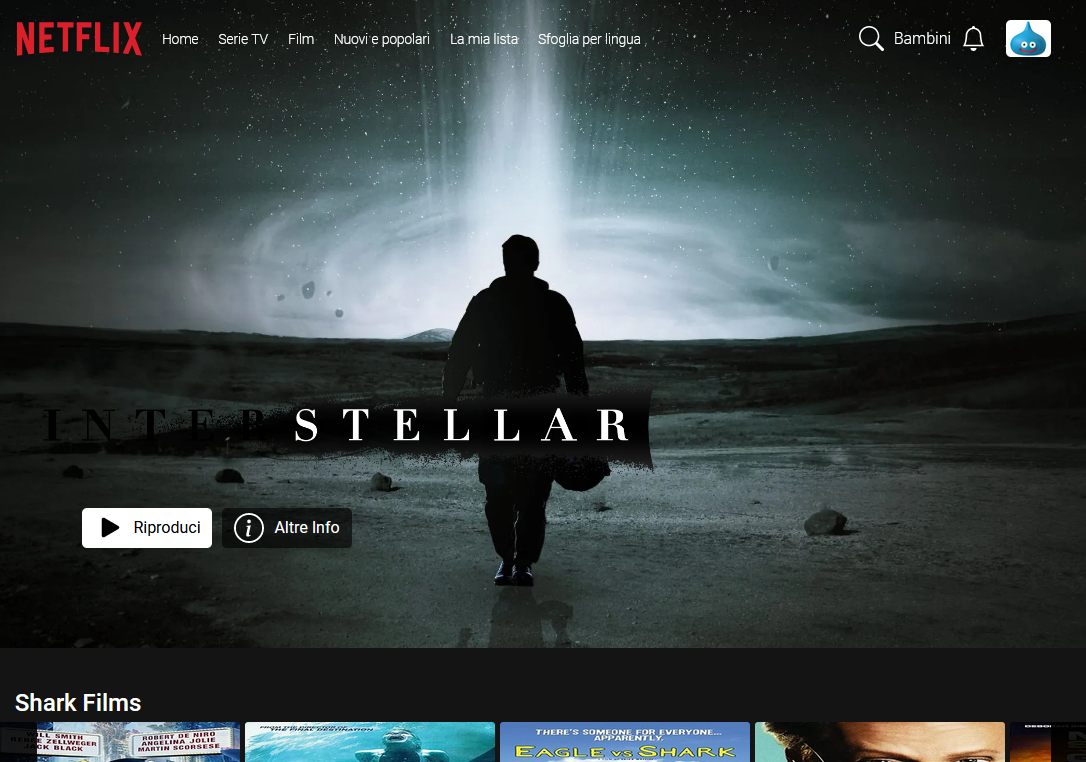 NETFLIX Home Serie TV Film Nuovi e popolari La mia lista Sfoglia per lingua Bambini
INTERSTELLAR
Riproduci Altre Info
Shark Films
WILL SMITH
RENÉE ZELLWEGER
JACK BLACK
ROBERT DE NIRO
ANGELINA JOLIE
MARTIN SCORSESE
FROM THE DIRECTOR OF
THE FINAL DESTINATION
THERE'S SOMEONE FOR EVERYONE...
APPARENTLY.
EAGLE vs SHARK